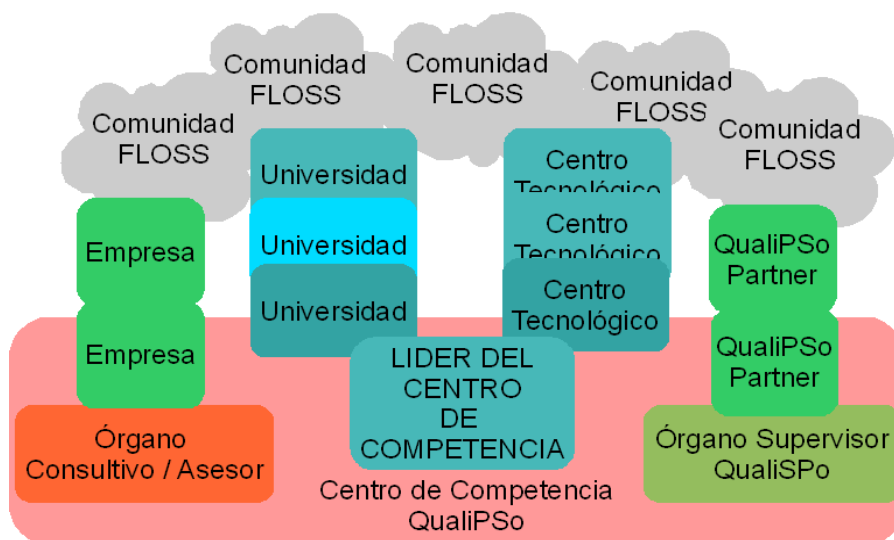 Comunidad
FLOSS
Comunidad
FLOSS
Comunidad
FLOSS
Comunidad
FLOSS
Comunidad
FLOSS
Universidad
Universidad
Universidad
Centro
Tecnológico
Centro
Tecnológico
Centro
Tecnológico
Empresa
Empresa
QualiPSo
Partner
QualiPSo
Partner
LIDER DEL
CENTRO
DE
COMPETENCIA
Órgano
Consultivo / Asesor
Órgano Supervisor
QualiSPo
Centro de Competencia
QualiPSo